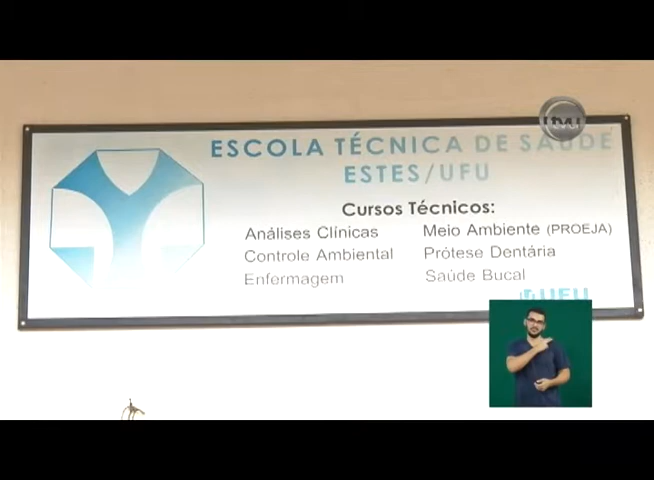 tvu
ESCOLA TÉCNICA DE SAÚDE
ESTES/UFU
Cursos Técnicos:
Análises Clínicas
Controle Ambiental
Enfermagem
Meio Ambiente (PROEJA)
Prótese Dentária
Saúde Bucal
UFU